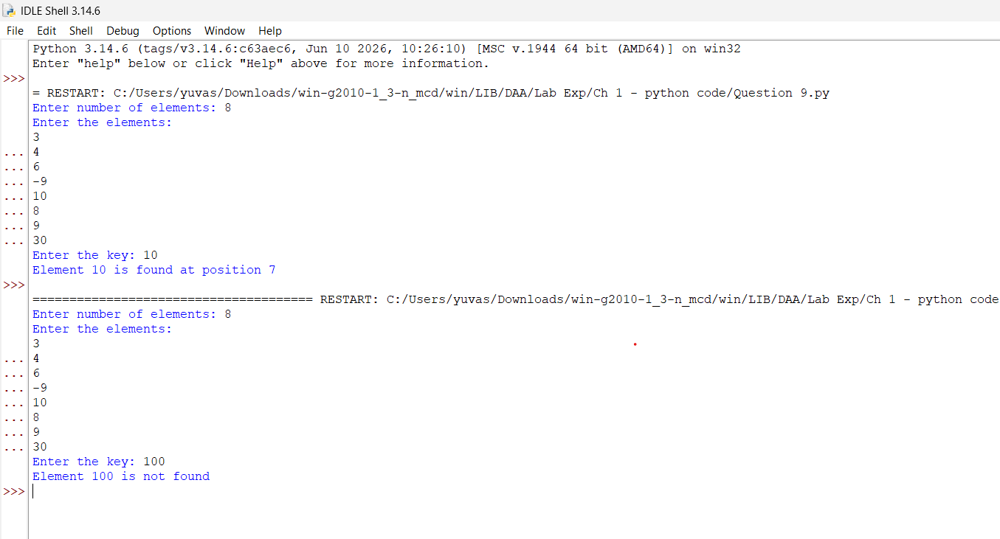 IDLE Shell 3.14.6
File Edit Shell Debug Options Window Help
Python 3.14.6 (tags/v3.14.6:c63aec6, Jun 10 2026, 10:26:10) [MSC v.1944 64 bit (AMD64)] on win32
Enter "help" below or click "Help" above for more information.
>>>
= RESTART: C:/Users/yuvas/Downloads/win-g2010-1_3-n_mcd/win/LIB/DAA/Lab Exp/Ch 1 - python code/Question 9.py
Enter number of elements: 8
Enter the elements:
3
... 4
... 6
... -9
... 10
... 8
... 9
... 30
Enter the key: 10
Element 10 is found at position 7
>>>
====================================== RESTART: C:/Users/yuvas/Downloads/win-g2010-1_3-n_mcd/win/LIB/DAA/Lab Exp/Ch 1 - python code
Enter number of elements: 8
Enter the elements:
3
... 4
... 6
... -9
... 10
... 8
... 9
... 30
Enter the key: 100
Element 100 is not found
>>>